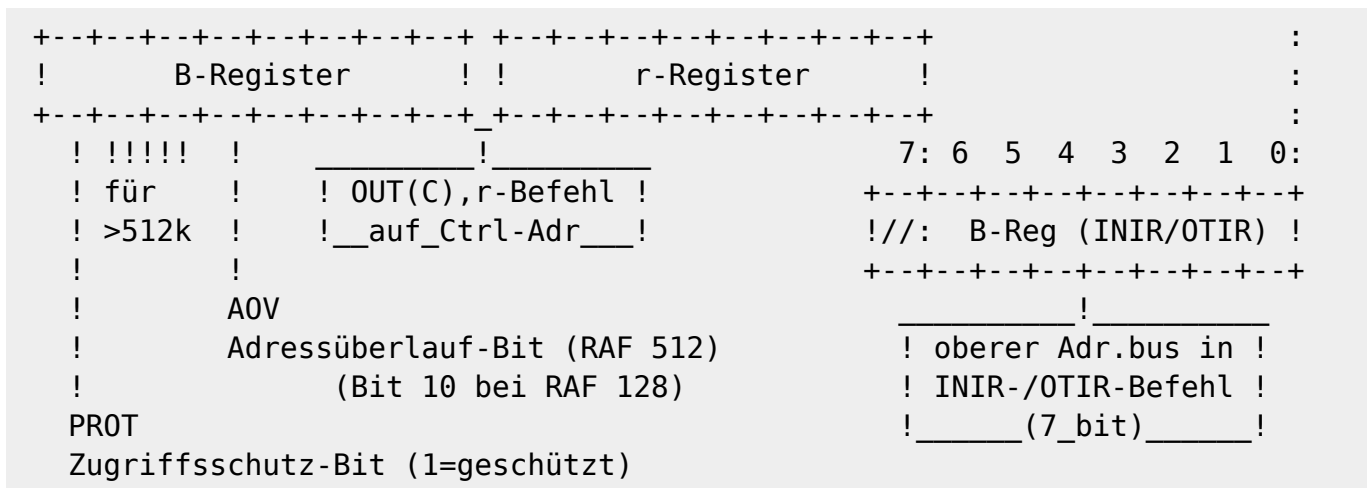 +--+--+--+--+--+--+--+--+ +--+--+--+--+--+--+--+--+                    :
!       B-Register      ! !       r-Register      !                    :
+--+--+--+--+--+--+--+--+_+--+--+--+--+--+--+--+--+                    :
  ! !!!!!  !    _________!_________              7: 6  5  4  3  2  1  0:
  ! für    !    ! OUT(C),r-Befehl !            +--+--+--+--+--+--+--+--+
  ! >512k  !    !__auf_Ctrl-Adr___!            !//:  B-Reg (INIR/OTIR) !
  !        !                                   +--+--+--+--+--+--+--+--+
  !        AOV                                   __________!__________
  !        Adressüberlauf-Bit (RAF 512)          ! oberer Adr.bus in !
  !              (Bit 10 bei RAF 128)            ! INIR-/OTIR-Befehl !
  PROT                                           !______(7_bit)______!
  Zugriffsschutz-Bit (1=geschützt)